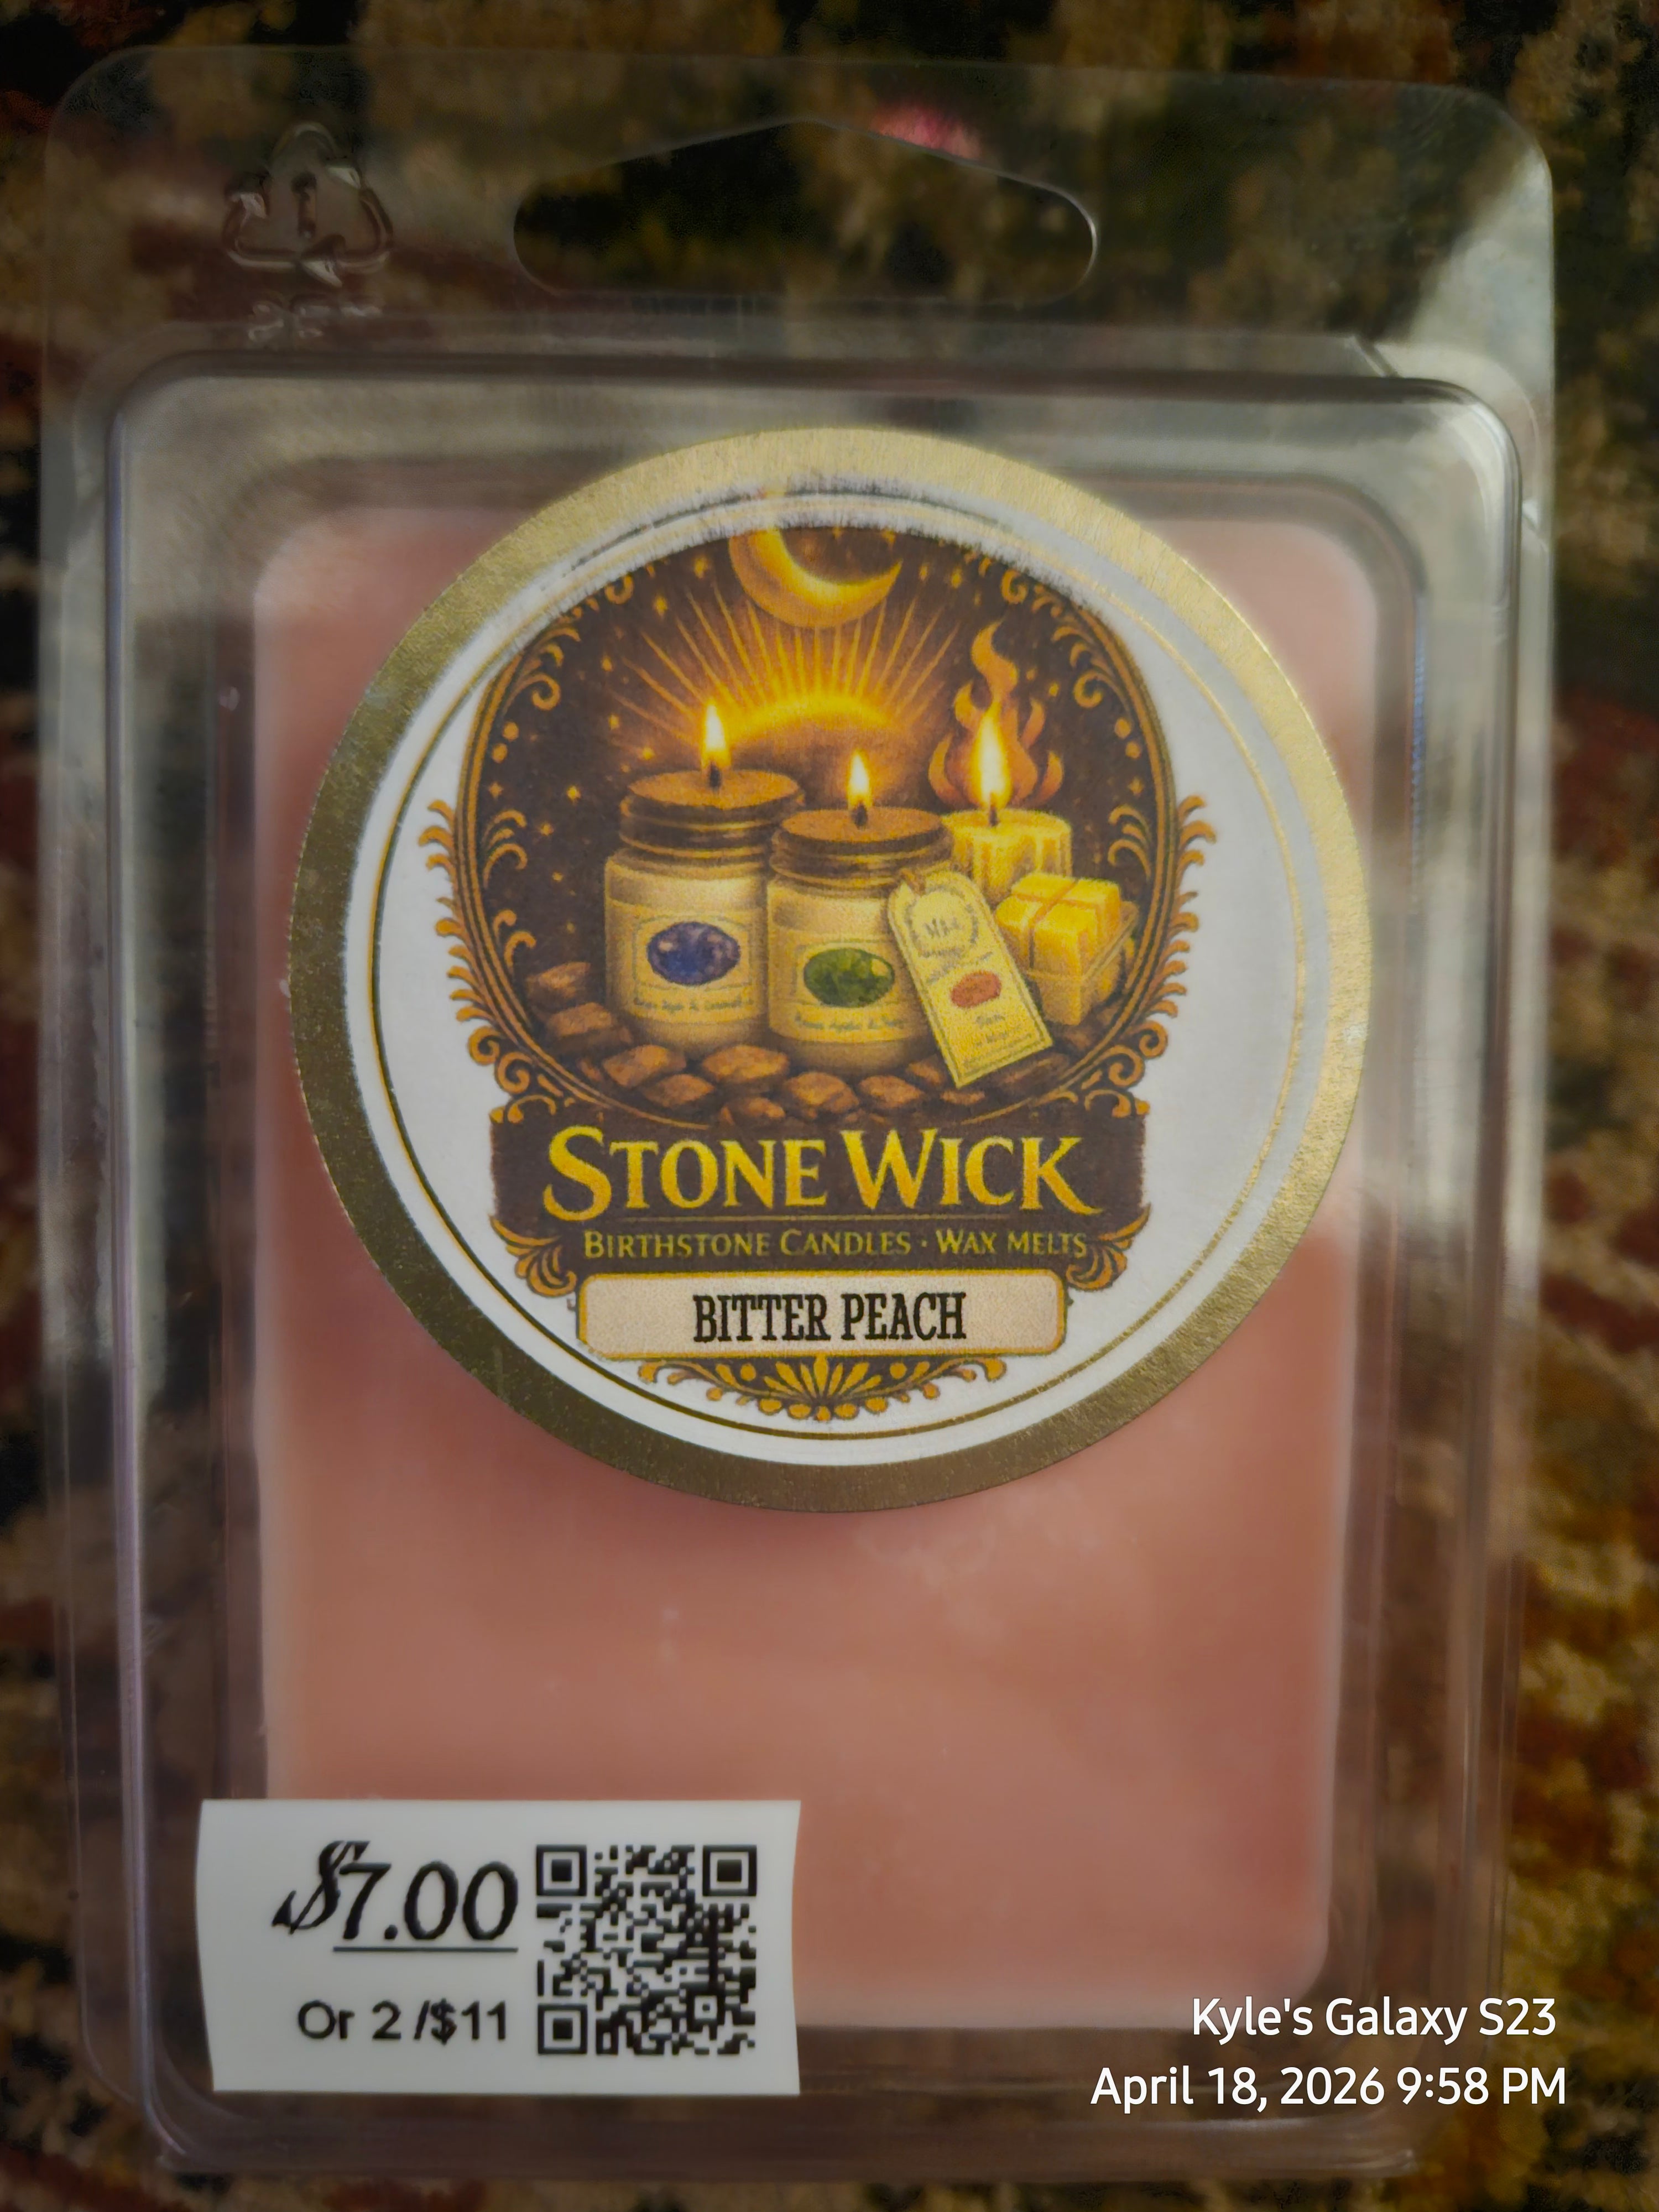 STONE WICK
BIRTHSTONE CANDLES · WAX MELTS
BITTER PEACH
$7.00
Or 2 /$11
Kyle's Galaxy S23
April 18, 2026 9:58 PM